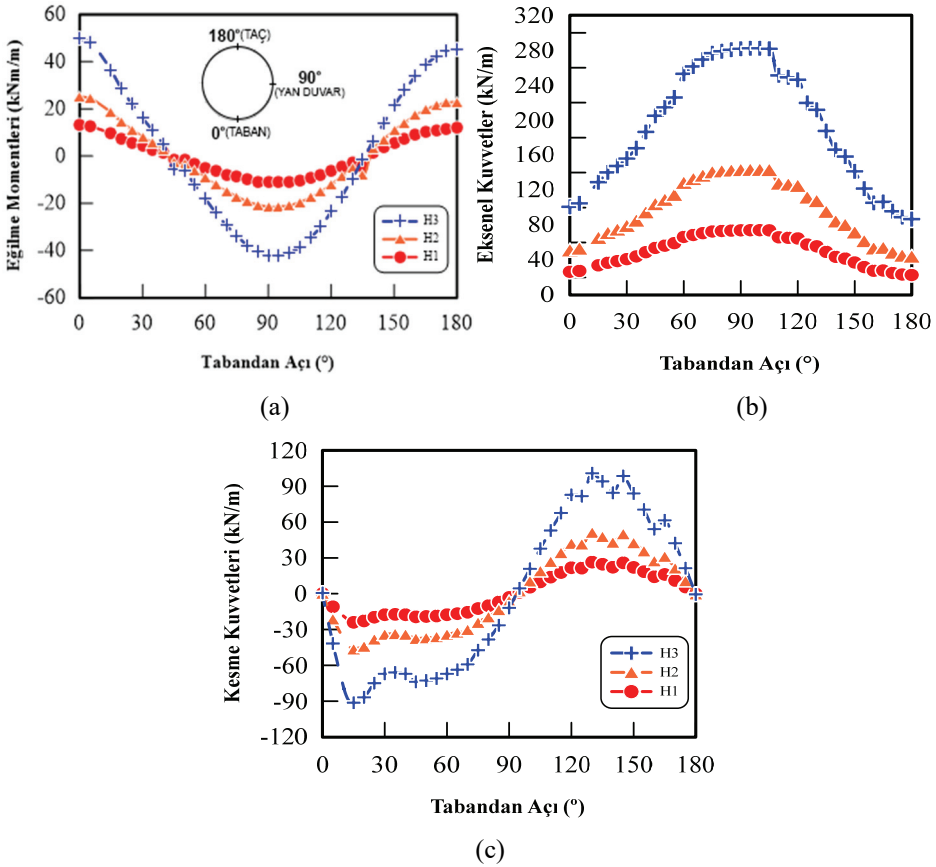 Eğilme Momentleri (kNm/m)
60
40
20
0
-20
-40
-60
180° (TAÇ)
90°
(YAN DUVAR)
0° (TABAN)
H3
H2
H1
0 30 60 90 120 150 180
Tabandan Açı (°)
(a)
Eksenel Kuvvetler (kN/m)
280
240
200
160
120
80
40
0
0 30 60 90 120 150 180
Tabandan Açı (°)
(b)
Kesme Kuvvetleri (kN/m)
120
90
60
30
0
-30
-60
-90
-120
H3
H2
H1
0 30 60 90 120 150 180
Tabandan Açı (°)
(c)